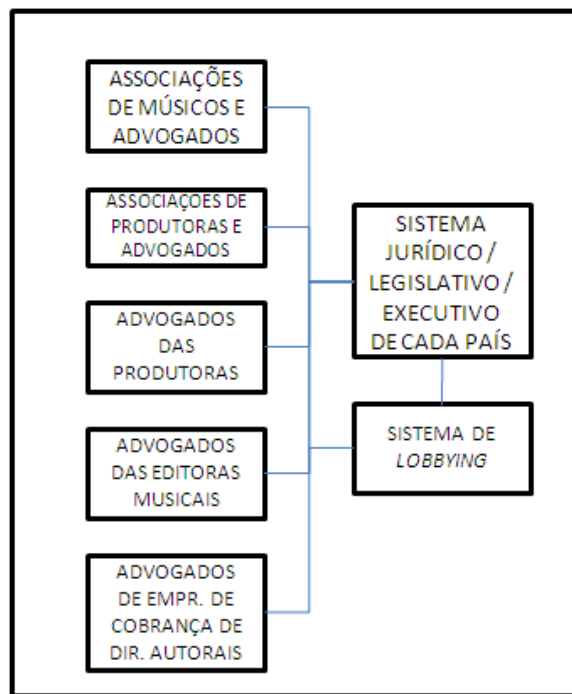 ASSOCIAÇÕES
DE MÚSICOS E
ADVOGADOS
ASSOCIAÇOES DE
PRODUTORAS E
ADVOGADOS
ADVOGADOS
DAS
PRODUTORAS
ADVOGADOS
DAS EDITORAS
MUSICAIS
ADVOGADOS
DE EMPR. DE
COBRANÇA DE
DIR. AUTORAIS
SISTEMA
JURÍDICO /
LEGISLATIVO /
EXECUTIVO
DE CADA PAÍS
SISTEMA DE
LOBBYING